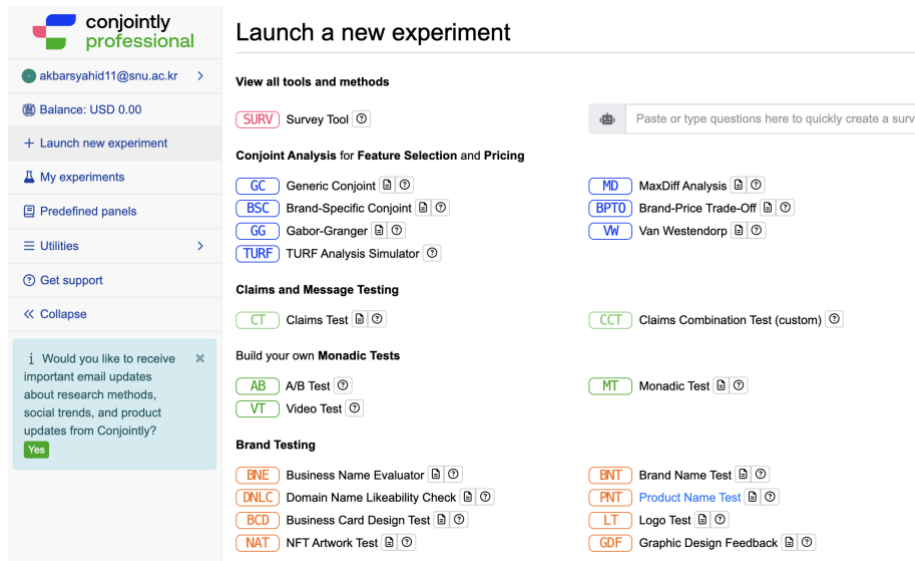 conjointly
professional
akbarsyahid11@snu.ac.kr
Balance: USD 0.00
Launch new experiment
My experiments
Predefined panels
Utilities
Get support
Collapse
i Would you like to receive
important email updates
about research methods,
social trends, and product
updates from Conjointly?
Yes
Launch a new experiment
View all tools and methods
SURV Survey Tool
Paste or type questions here to quickly create a surv
Conjoint Analysis for Feature Selection and Pricing
GC Generic Conjoint
MD MaxDiff Analysis
BSC Brand-Specific Conjoint
BPTO Brand-Price Trade-Off
GG Gabor-Granger
VW Van Westendorp
TURF TURF Analysis Simulator
Claims and Message Testing
CT Claims Test
CCT Claims Combination Test (custom)
Build your own Monadic Tests
AB A/B Test
MT Monadic Test
VT Video Test
Brand Testing
BNE Business Name Evaluator
BNT Brand Name Test
DNLC Domain Name Likeability Check
PNT Product Name Test
BCD Business Card Design Test
LT Logo Test
NAT NFT Artwork Test
GDF Graphic Design Feedback